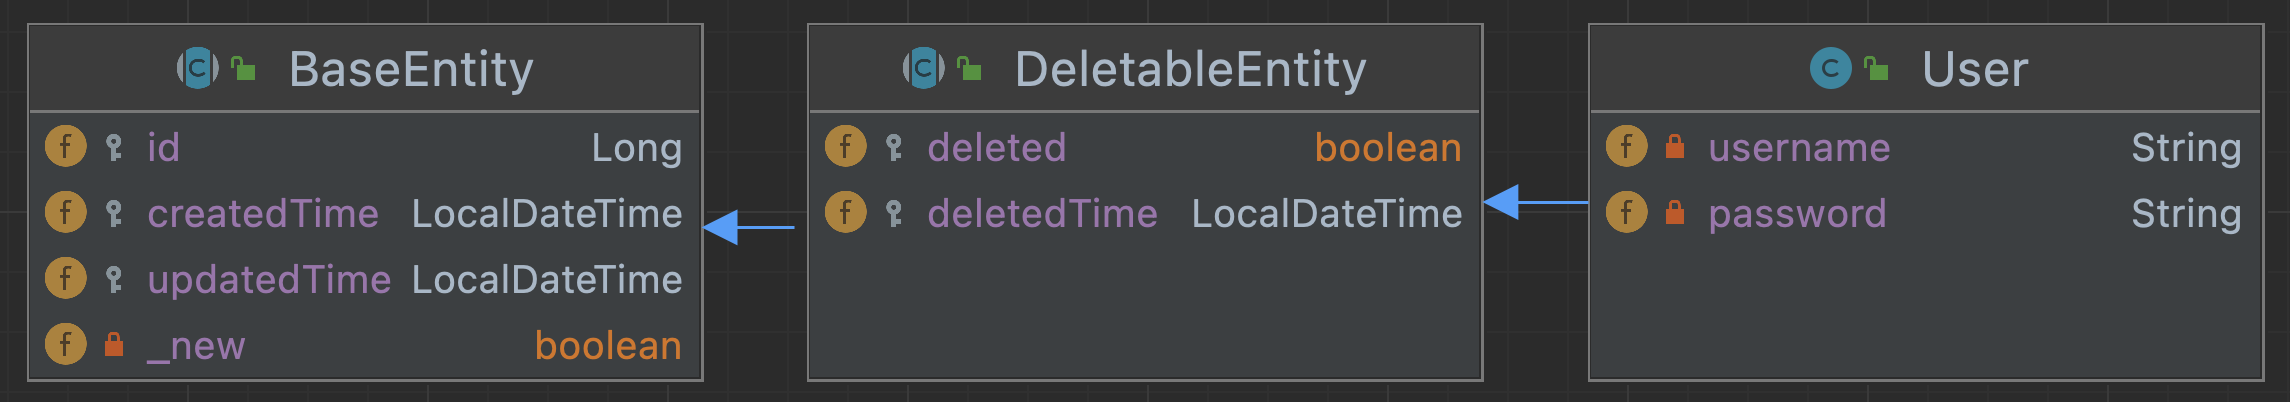 BaseEntity
id Long
createdTime LocalDateTime
updatedTime LocalDateTime
_new boolean
DeletableEntity
deleted boolean
deletedTime LocalDateTime
User
username String
password String